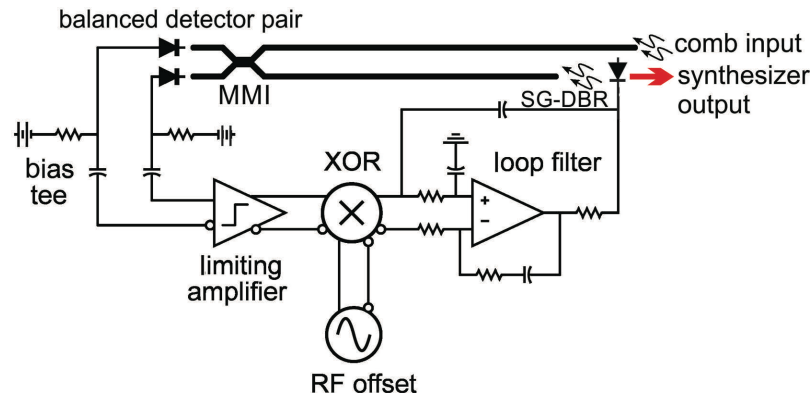 balanced detector pair
comb input
synthesizer
output
MMI
SG-DBR
bias
tee
XOR
loop filter
+
−
limiting
amplifier
RF offset